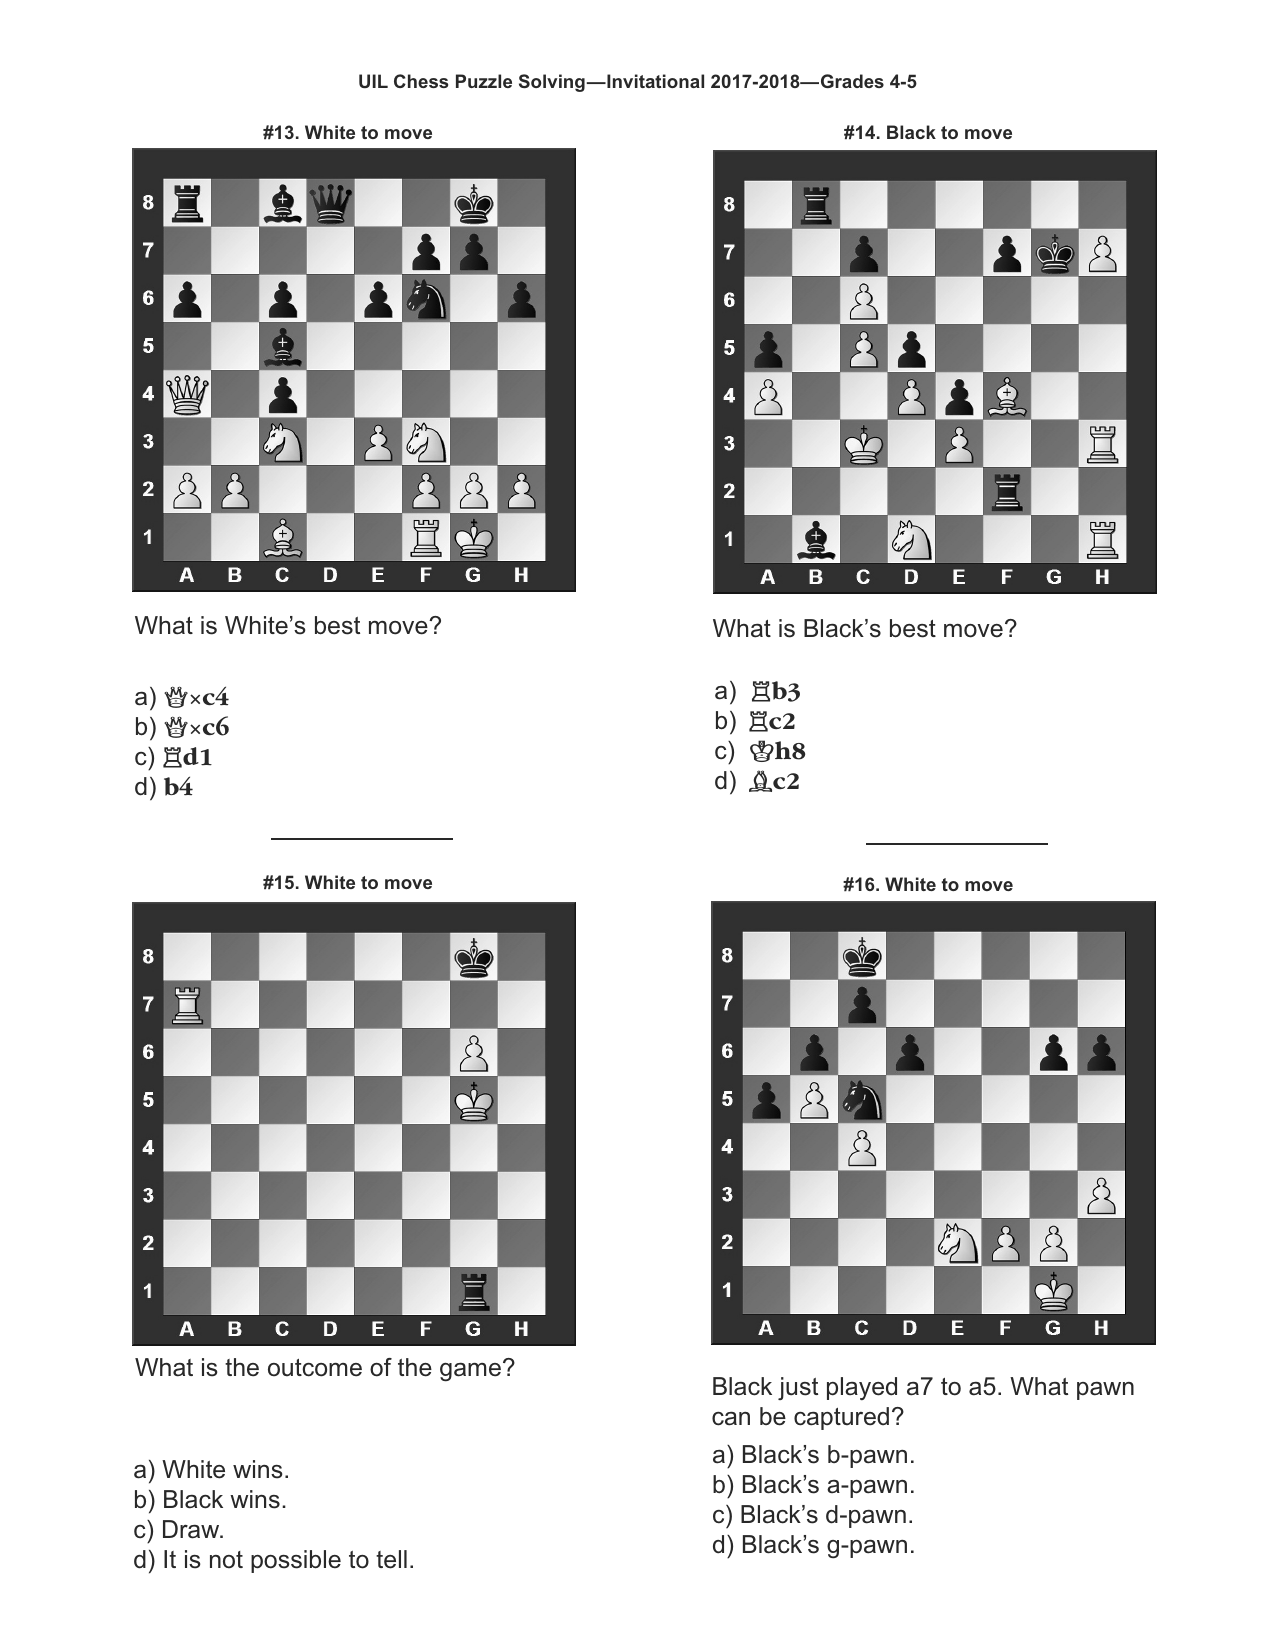 UIL Chess Puzzle Solving—Invitational 2017-2018—Grades 4-5
#13. White to move
8
7
6
5
4
3
2
1
A B C D E F G H
What is White’s best move?
a) ♕×c4
b) ♕×c6
c) ♖d1
d) b4
#14. Black to move
8
7
6
5
4
3
2
1
A B C D E F G H
What is Black’s best move?
a) ♖b3
b) ♖c2
c) ♔h8
d) ♗c2
#15. White to move
8
7
6
5
4
3
2
1
A B C D E F G H
What is the outcome of the game?
a) White wins.
b) Black wins.
c) Draw.
d) It is not possible to tell.
#16. White to move
8
7
6
5
4
3
2
1
A B C D E F G H
Black just played a7 to a5. What pawn
can be captured?
a) Black’s b-pawn.
b) Black’s a-pawn.
c) Black’s d-pawn.
d) Black’s g-pawn.